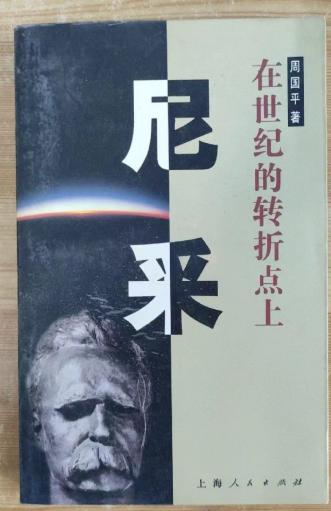 周国平 著
在世纪的转折点上
尼采
上海人民出版社